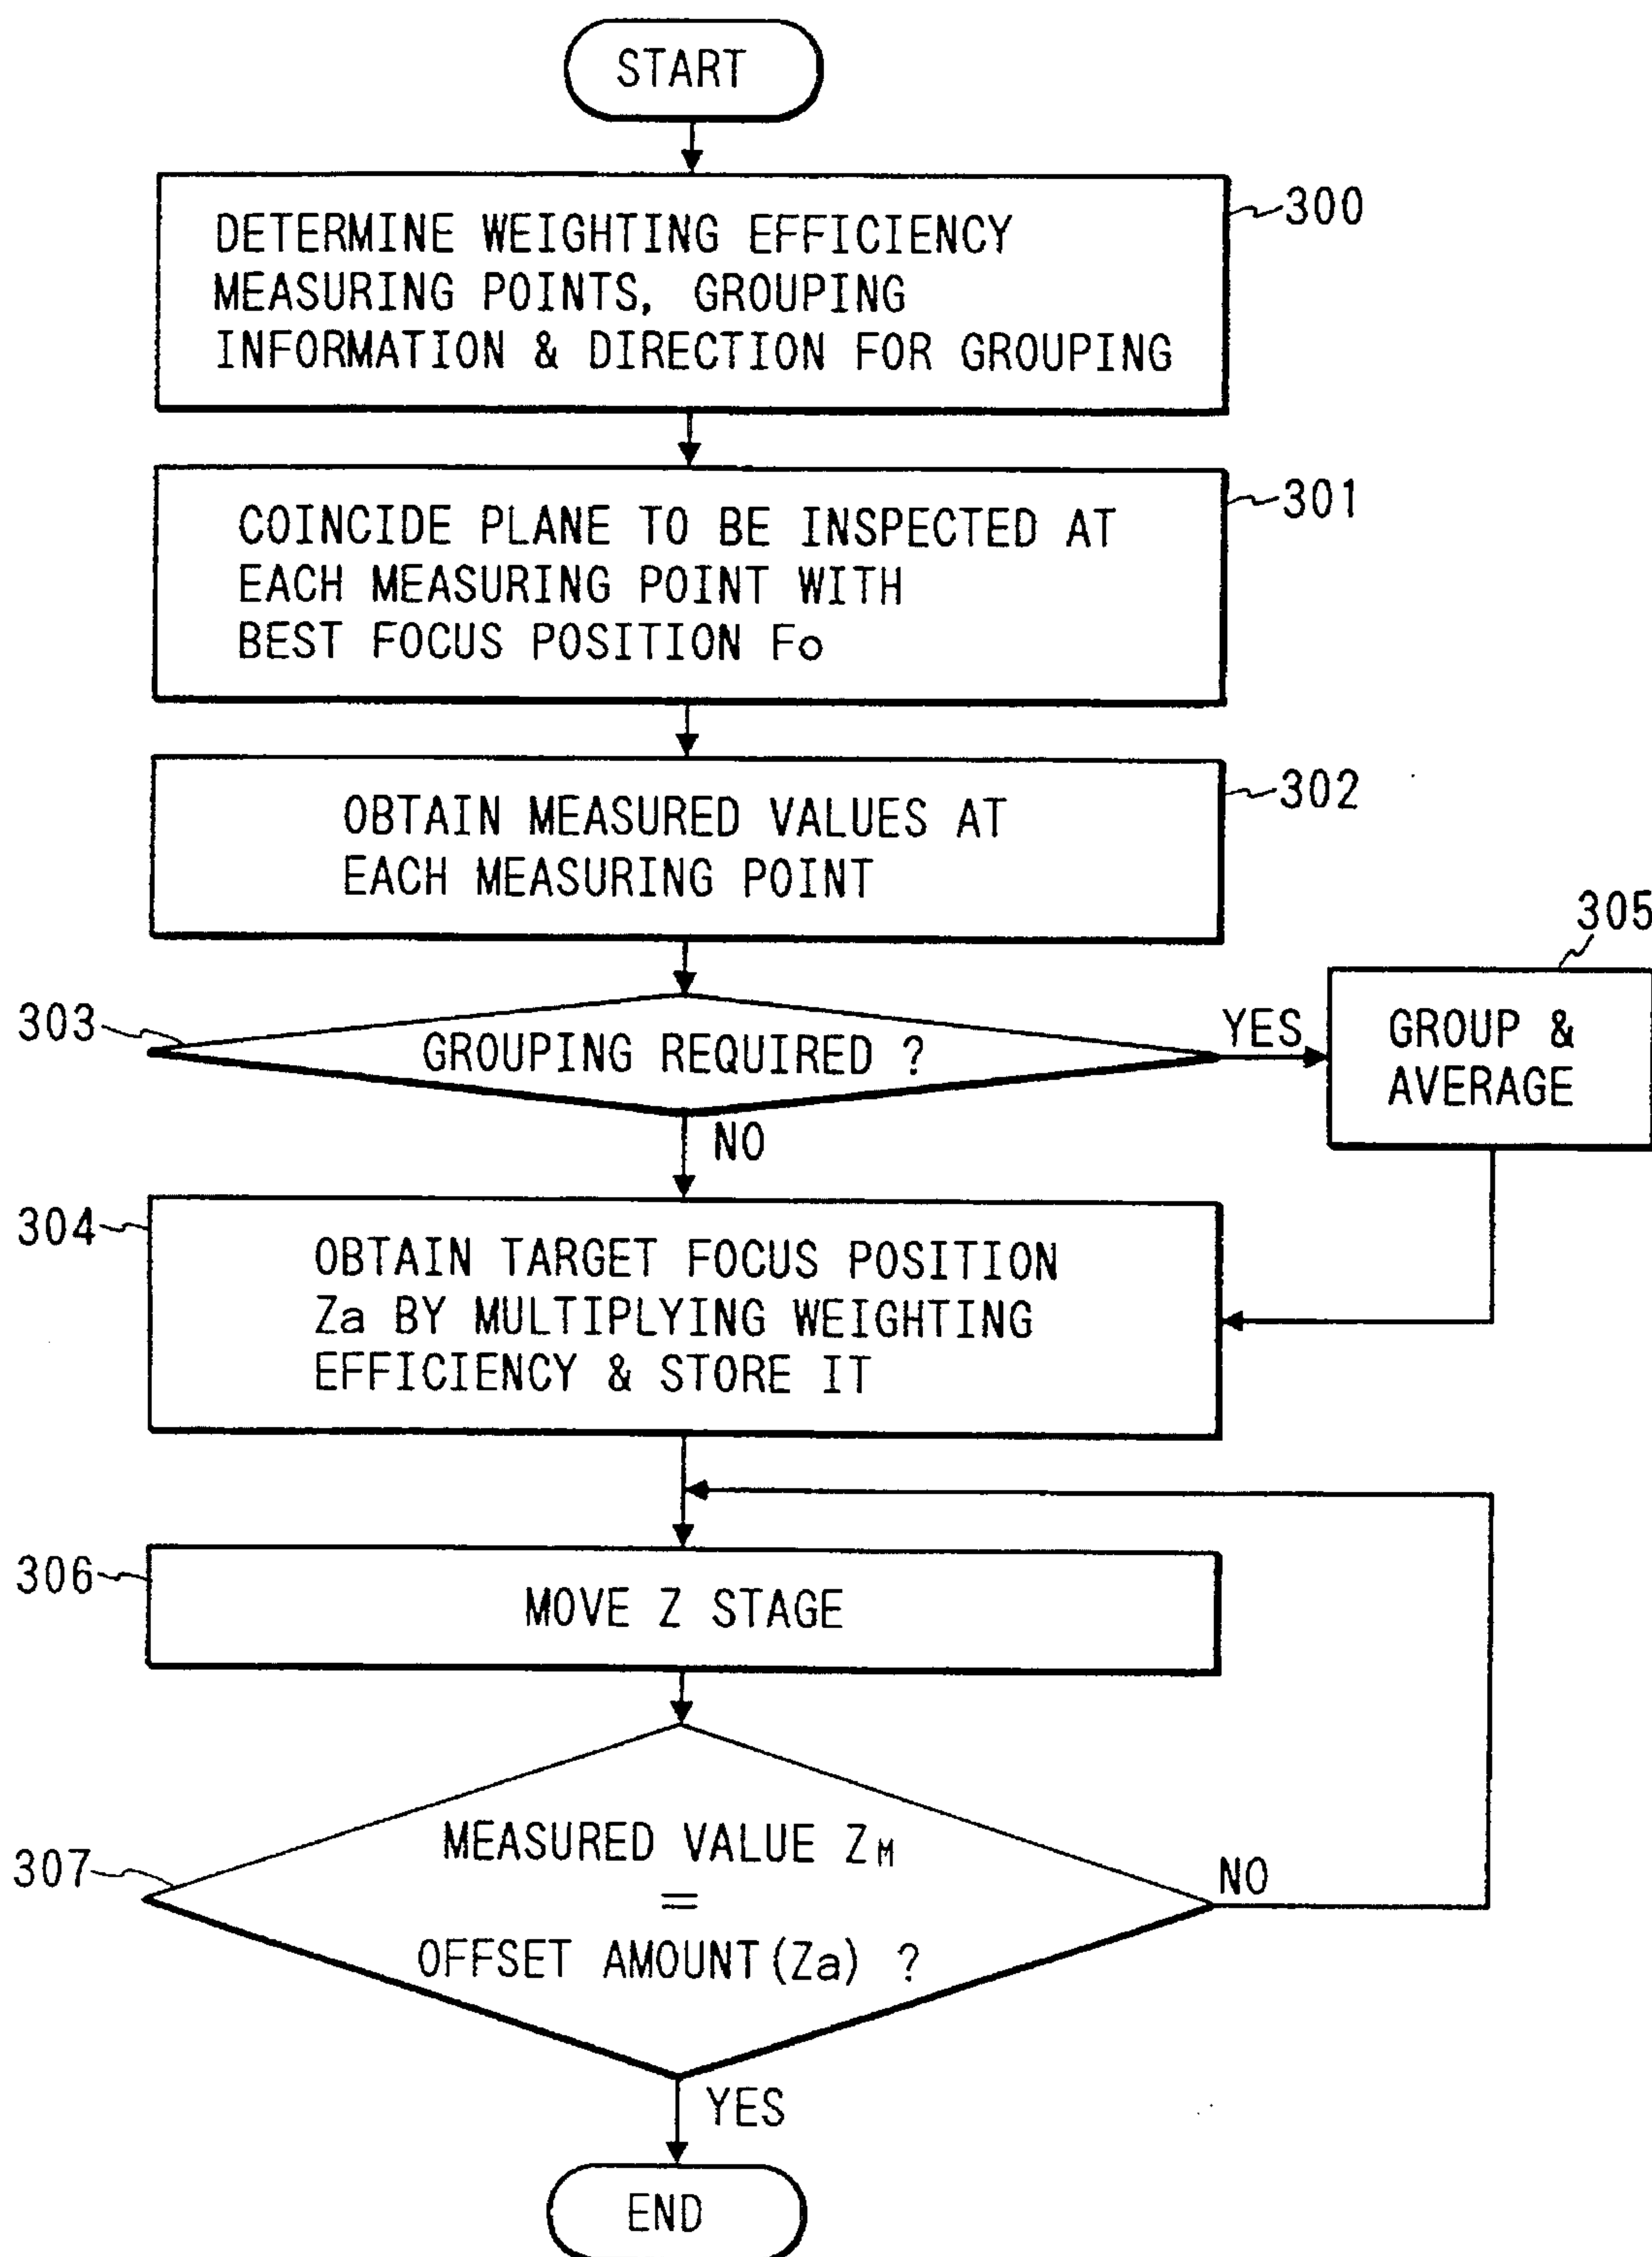 START
300
DETERMINE WEIGHTING EFFICIENCY
MEASURING POINTS, GROUPING
INFORMATION & DIRECTION FOR GROUPING
301
COINCIDE PLANE TO BE INSPECTED AT
EACH MEASURING POINT WITH
BEST FOCUS POSITION Fo
302
OBTAIN MEASURED VALUES AT
EACH MEASURING POINT
303
GROUPING REQUIRED ?
YES
305
GROUP &
AVERAGE
NO
304
OBTAIN TARGET FOCUS POSITION
Za BY MULTIPLYING WEIGHTING
EFFICIENCY & STORE IT
306
MOVE Z STAGE
307
MEASURED VALUE ZM
=
OFFSET AMOUNT(Za) ?
NO
YES
END